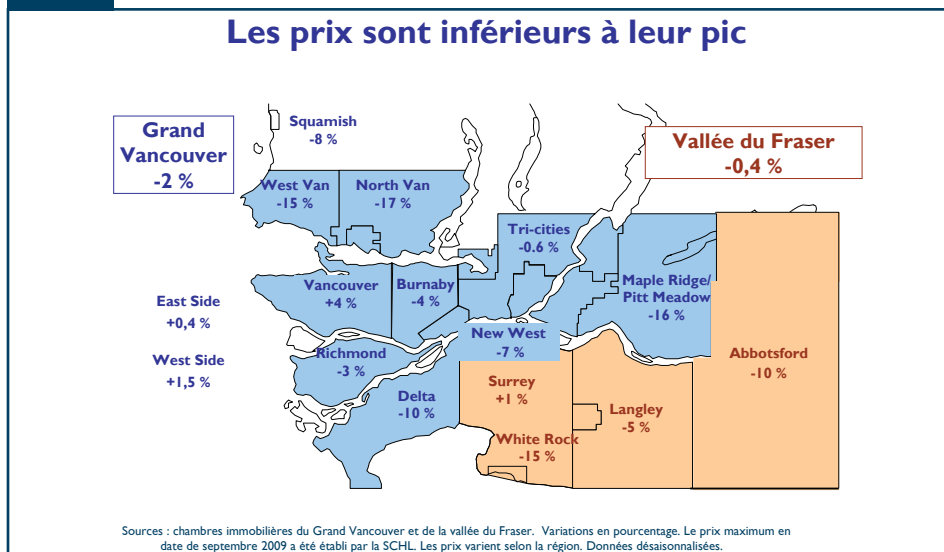 Les prix sont inférieurs à leur pic
Grand
Vancouver
-2 %
Squamish
-8 %
Vallée du Fraser
-0,4 %
West Van
-15 %
North Van
-17 %
Tri-cities
-0.6 %
Maple Ridge/
Pitt Meadow
-16 %
Vancouver
+4 %
Burnaby
-4 %
East Side
+0,4 %
West Side
+1,5 %
New West
-7 %
Richmond
-3 %
Abbotsford
-10 %
Delta
-10 %
Surrey
+1 %
Langley
-5 %
White Rock
-15 %
Sources : chambres immobilières du Grand Vancouver et de la vallée du Fraser. Variations en pourcentage. Le prix maximum en
date de septembre 2009 a été établi par la SCHL. Les prix varient selon la région. Données désaisonnalisées.